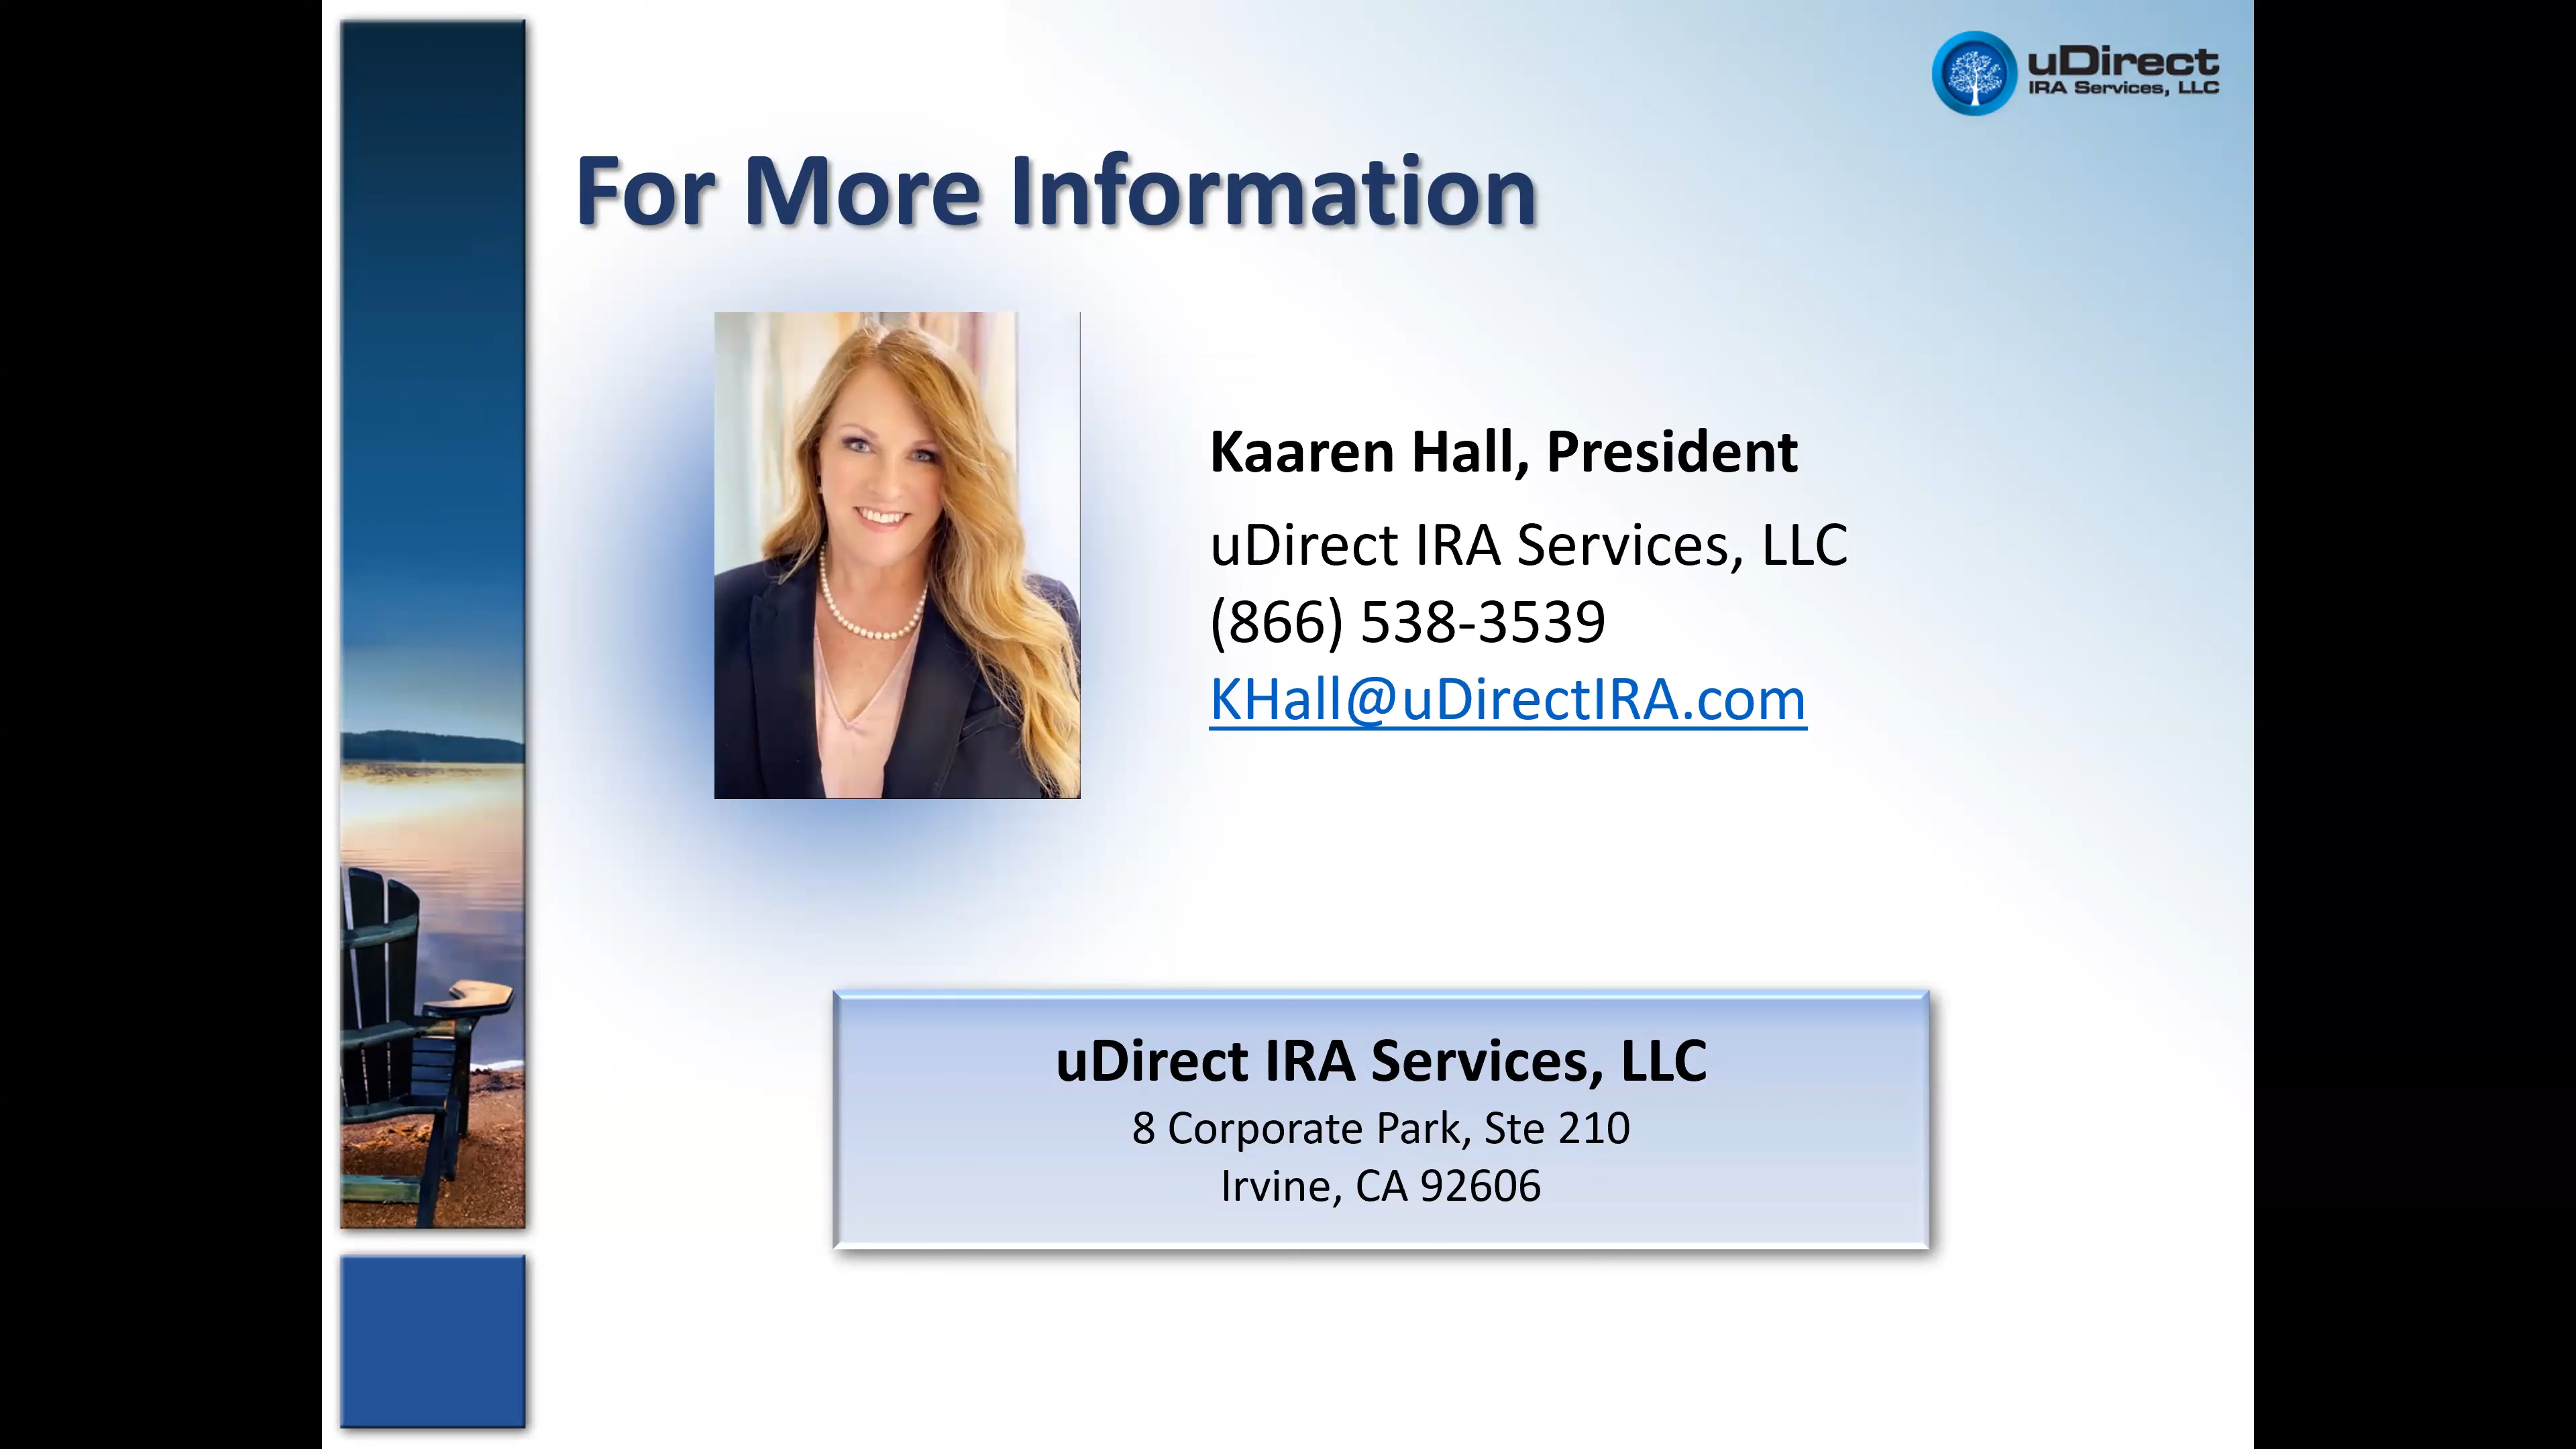 uDirect
IRA Services, LLC
For More Information
Kaaren Hall, President
uDirect IRA Services, LLC
(866) 538-3539
KHall@uDirectIRA.com
uDirect IRA Services, LLC
8 Corporate Park, Ste 210
Irvine, CA 92606